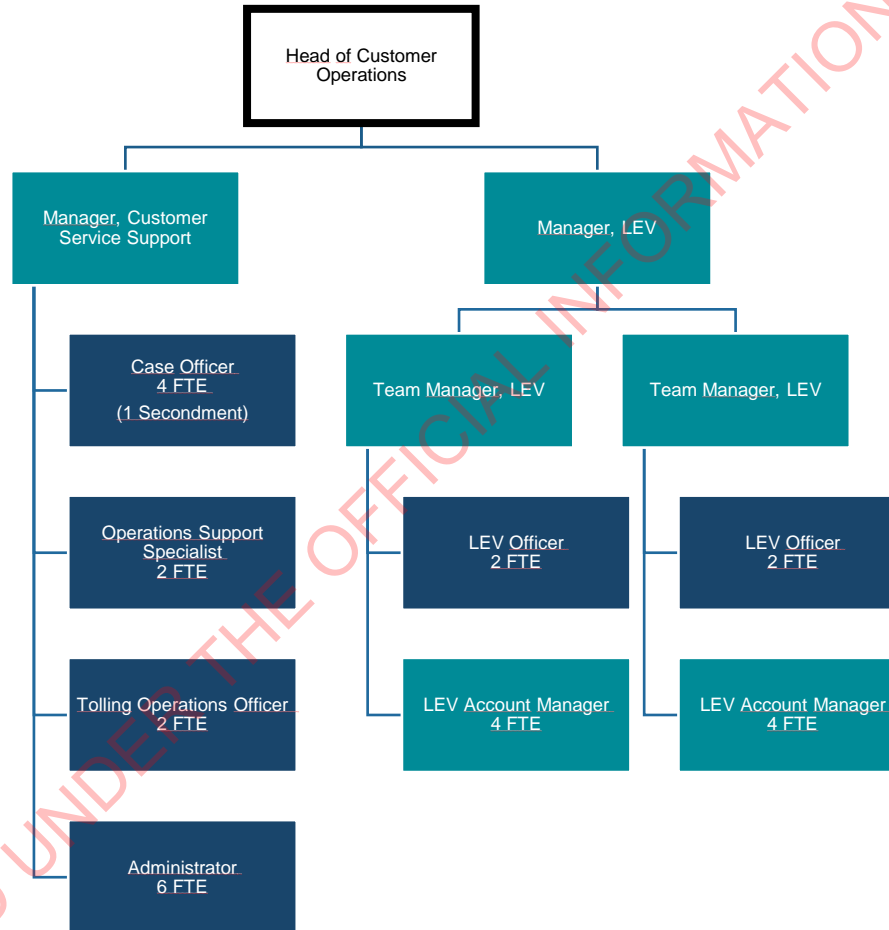 Head of Customer
Operations
Manager, Customer
Service Support
Manager, LEV
Case Officer
4 FTE
(1 Secondment)
Team Manager, LEV
Team Manager, LEV
Operations Support
Specialist
2 FTE
LEV Officer
2 FTE
LEV Officer
2 FTE
Tolling Operations Officer
2 FTE
LEV Account Manager
4 FTE
LEV Account Manager
4 FTE
Administrator
6 FTE
UNDER THE OFFICIAL INFORMATION